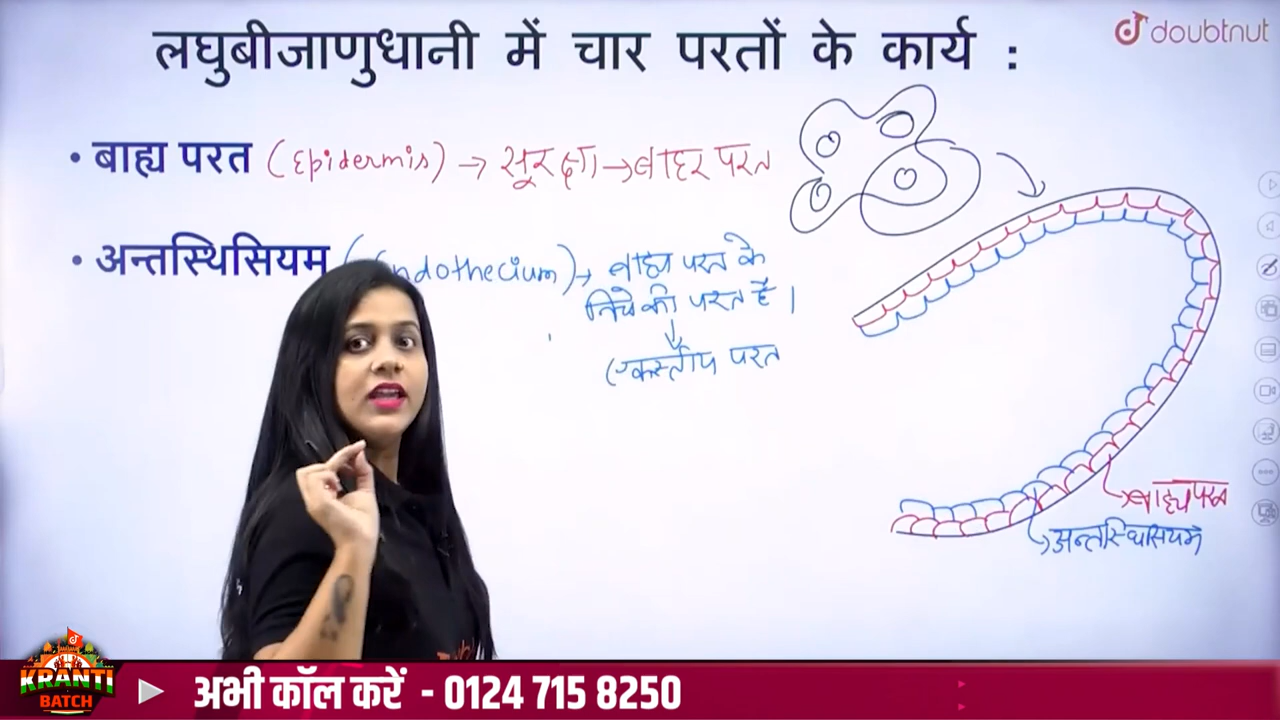 लघुबीजाणुधानी में चार परतों के कार्य :
doubtnut
• बाह्य परत (Epidermis) → सूरक्षा → बाहर परत
• अन्तस्थिसियम (Endothecium) → बाह्य परत के
निचे की परत है।
↓
एकस्तीय परत
बाह्य परत
अन्तस्थिसियम
KRANTI
BATCH
अभी कॉल करें - 0124 715 8250